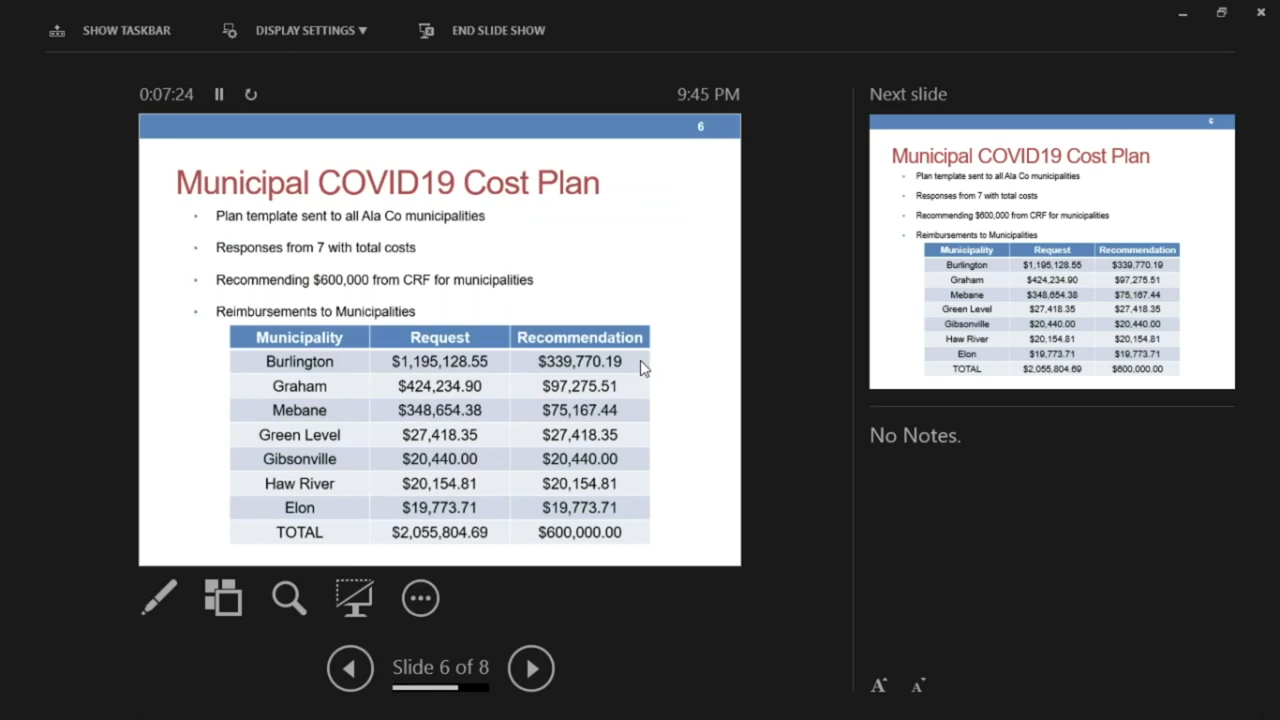 SHOW TASKBAR DISPLAY SETTINGS ▼ END SLIDE SHOW
0:07:24 9:45 PM
6
Municipal COVID19 Cost Plan
• Plan template sent to all Ala Co municipalities
• Responses from 7 with total costs
• Recommending $600,000 from CRF for municipalities
• Reimbursements to Municipalities
Municipality Request Recommendation
Burlington $1,195,128.55 $339,770.19
Graham $424,234.90 $97,275.51
Mebane $348,654.38 $75,167.44
Green Level $27,418.35 $27,418.35
Gibsonville $20,440.00 $20,440.00
Haw River $20,154.81 $20,154.81
Elon $19,773.71 $19,773.71
TOTAL $2,055,804.69 $600,000.00
Slide 6 of 8
Next slide
6
Municipal COVID19 Cost Plan
• Plan template sent to all Ala Co municipalities
• Responses from 7 with total costs
• Recommending $600,000 from CRF for municipalities
• Reimbursements to Municipalities
Municipality Request Recommendation
Burlington $1,195,128.55 $339,770.19
Graham $424,234.90 $97,275.51
Mebane $348,654.38 $75,167.44
Green Level $27,418.35 $27,418.35
Gibsonville $20,440.00 $20,440.00
Haw River $20,154.81 $20,154.81
Elon $19,773.71 $19,773.71
TOTAL $2,055,804.69 $600,000.00
No Notes.
A A